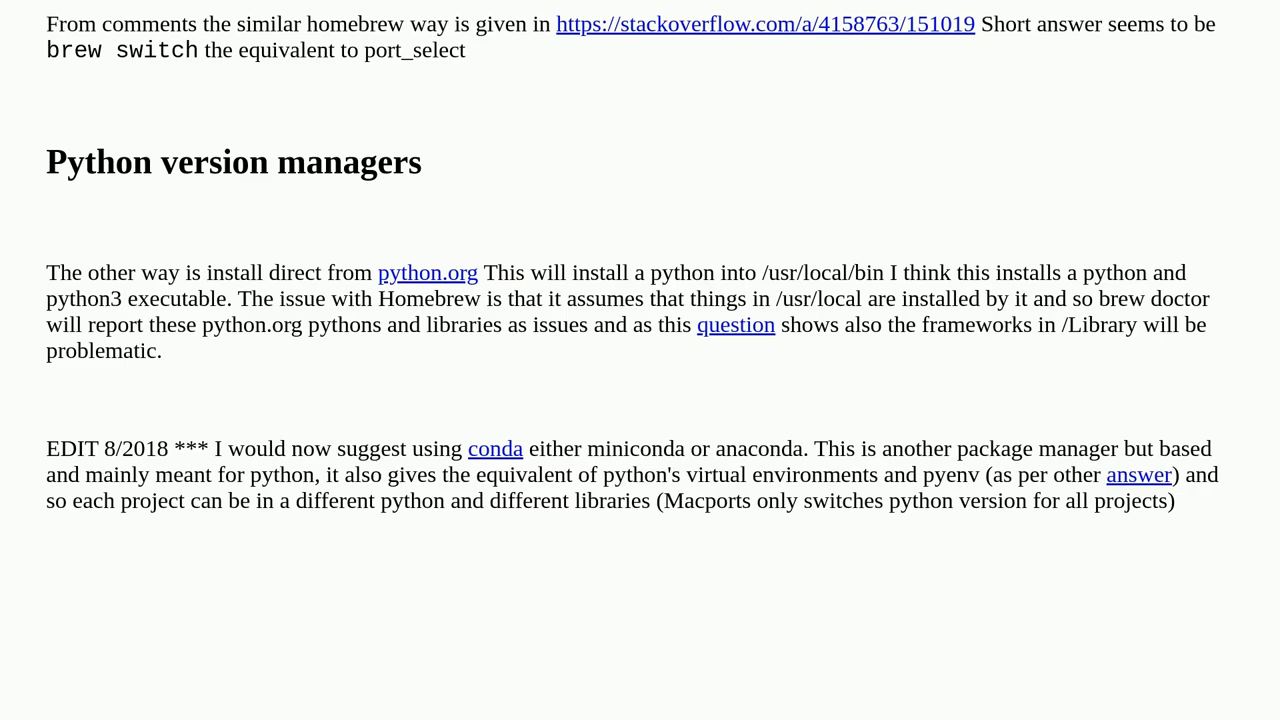 From comments the similar homebrew way is given in https://stackoverflow.com/a/4158763/151019 Short answer seems to be
brew switch the equivalent to port_select
Python version managers
The other way is install direct from python.org This will install a python into /usr/local/bin I think this installs a python and
python3 executable. The issue with Homebrew is that it assumes that things in /usr/local are installed by it and so brew doctor
will report these python.org pythons and libraries as issues and as this question shows also the frameworks in /Library will be
problematic.
EDIT 8/2018 *** I would now suggest using conda either miniconda or anaconda. This is another package manager but based
and mainly meant for python, it also gives the equivalent of python's virtual environments and pyenv (as per other answer) and
so each project can be in a different python and different libraries (Macports only switches python version for all projects)